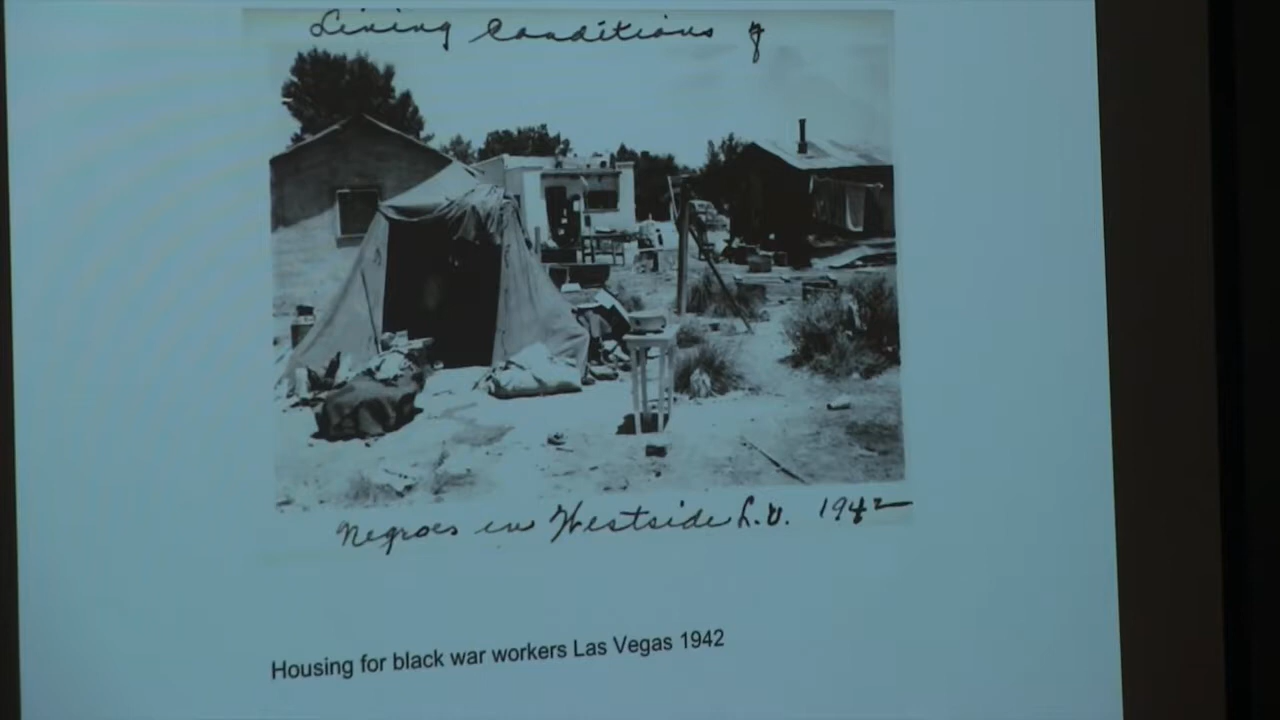 Living Conditions of
Negroes in Westside L.V. 1942
Housing for black war workers Las Vegas 1942